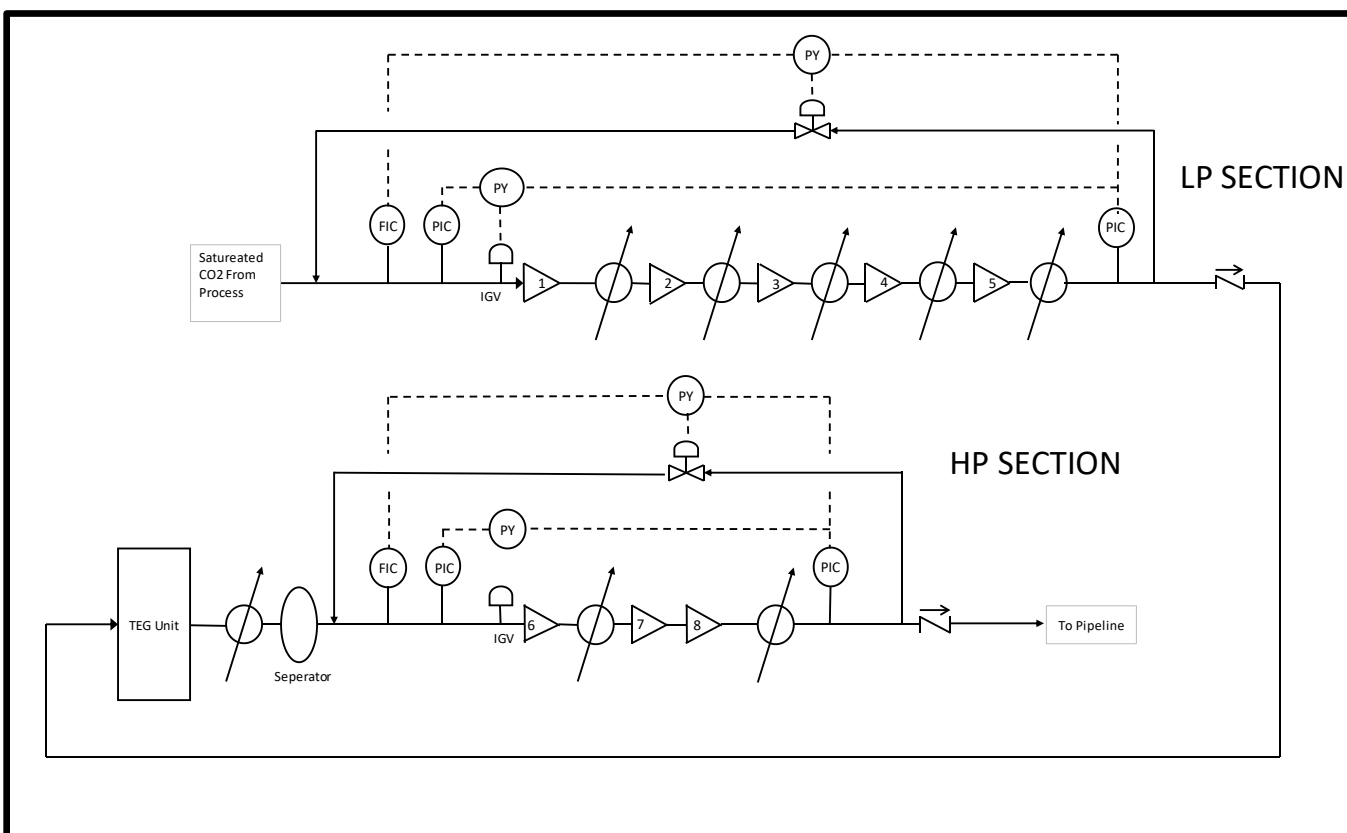 PY
LP SECTION
PY
FIC
PIC
PIC
Satureated
CO2 From
Process
IGV
1
2
3
4
5
PY
HP SECTION
PY
FIC
PIC
PIC
TEG Unit
Seperator
IGV
6
7
8
To Pipeline